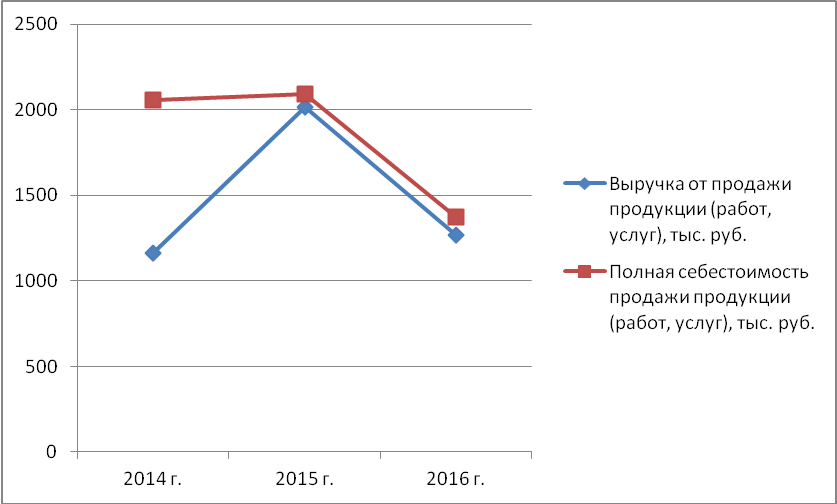 2500
2000
1500
1000
500
0
2014 г.
2015 г.
2016 г.
Выручка от продажи
продукции (работ,
услуг), тыс. руб.
Полная себестоимость
продажи продукции
(работ, услуг), тыс. руб.